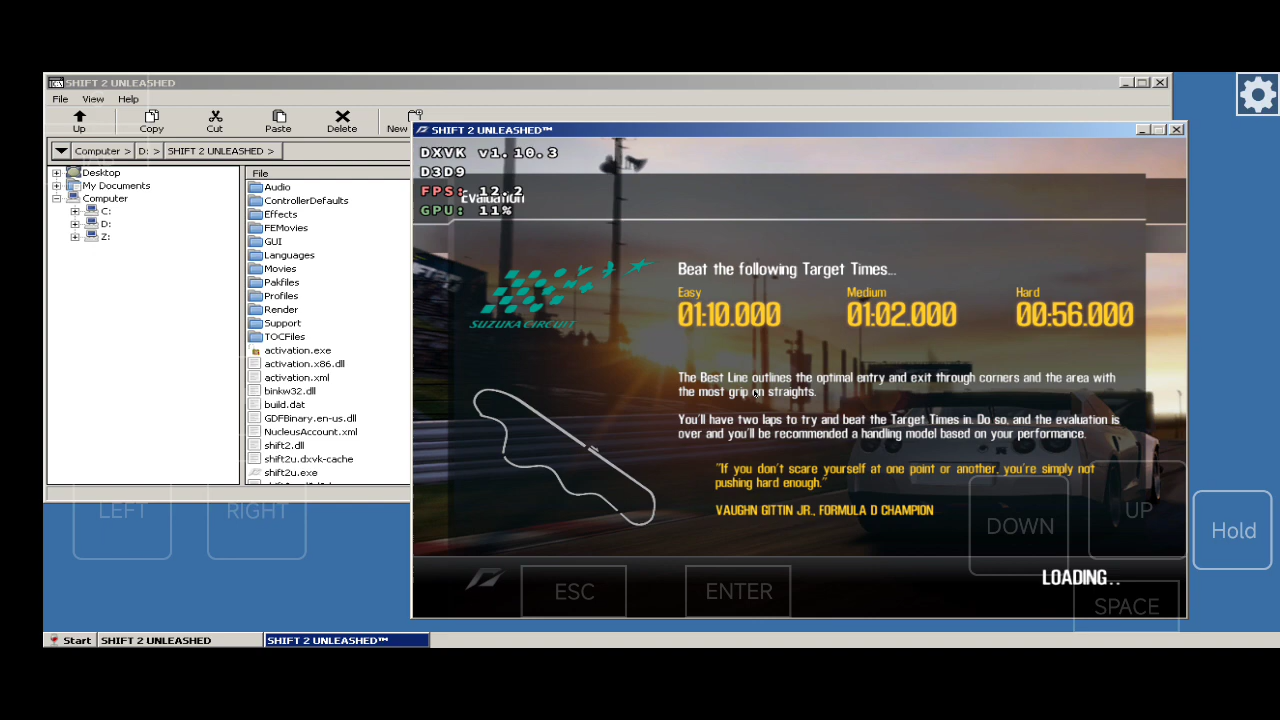 SHIFT 2 UNLEASHED
File View Help
Up Copy Cut Paste Delete New
Computer > D: > SHIFT 2 UNLEASHED >
Desktop
My Documents
Computer
C:
D:
Z:
File
Audio
ControllerDefaults
Effects
FEMovies
GUI
Languages
Movies
Pakfiles
Profiles
Render
Support
TOCFiles
activation.exe
activation.x86.dll
activation.xml
binkw32.dll
build.dat
GDFBinary.en-us.dll
NucleusAccount.xml
shift2.dll
shift2u.dxvk-cache
shift2u.exe
SHIFT 2 UNLEASHED™
DXVK v1.10.3
D3D9
FPS: 12.2
Evaluation
GPU: 11%
SUZUKA CIRCUIT
Beat the following Target Times...
Easy Medium Hard
01:10.000 01:02.000 00:56.000
The Best Line outlines the optimal entry and exit through corners and the area with
the most grip on straights.
You'll have two laps to try and beat the Target Times in. Do so, and the evaluation is
over and you'll be recommended a handling model based on your performance.
"If you don't scare yourself at one point or another, you're simply not
pushing hard enough."
VAUGHN GITTIN JR., FORMULA D CHAMPION
LOADING..
LEFT RIGHT DOWN UP Hold
ESC ENTER SPACE
Start SHIFT 2 UNLEASHED SHIFT 2 UNLEASHED™